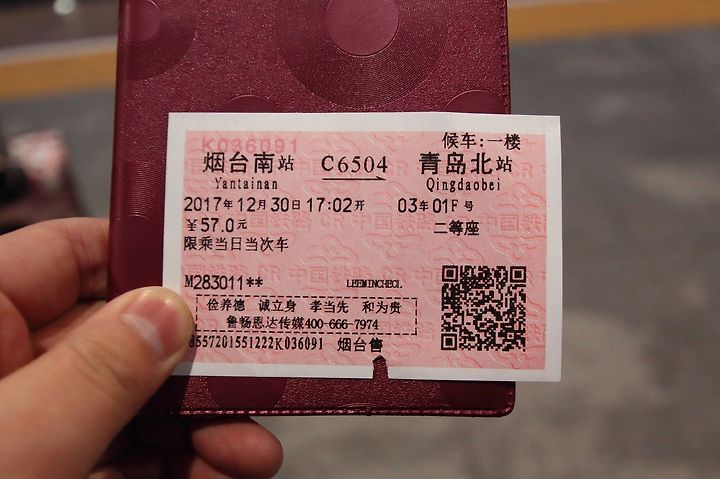 K036091
候车:一楼
烟台南站 C6504 青岛北站
Yantainan Qingdaobei
2017年12月30日17:02开 03车01F号
¥57.0元 二等座
限乘当日当次车
M283011** LEEMINCHEOL
俭养德 诚立身 孝当先 和为贵
鲁畅恩达传媒400-666-7974
8557201551222K036091 烟台售